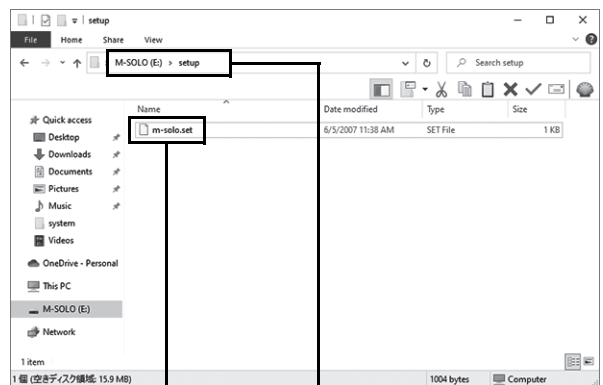 setup
File Home Share View
M-SOLO (E:) > setup
Search setup
Name Date modified Type Size
m-solo.set 6/5/2007 11:38 AM SET File 1 KB
Quick access
Desktop
Downloads
Documents
Pictures
Music
system
Videos
OneDrive - Personal
This PC
M-SOLO (E:)
Network
1 item
1 個 (空きディスク領域: 15.9 MB) 1004 bytes Computer